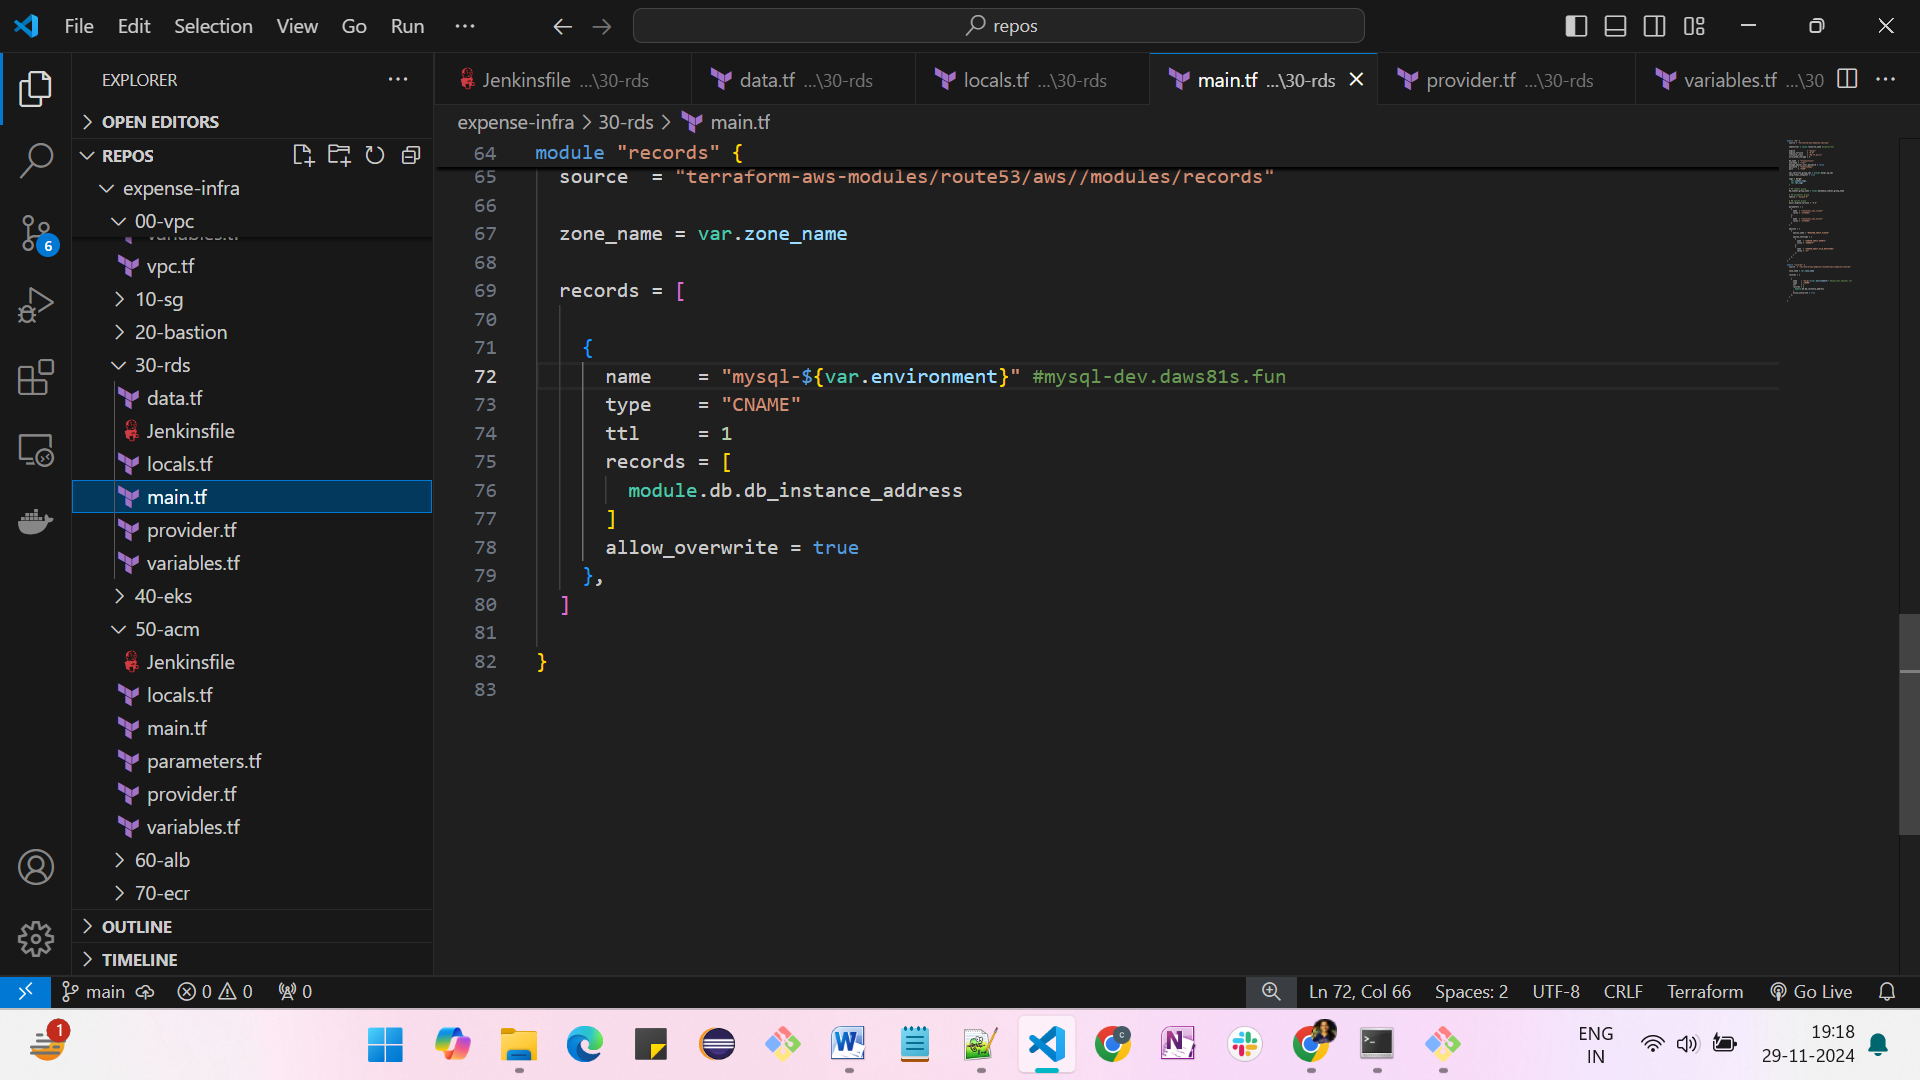 File Edit Selection View Go Run ···
repos
EXPLORER
OPEN EDITORS
REPOS
expense-infra
00-vpc
variables.tf
vpc.tf
10-sg
20-bastion
30-rds
data.tf
Jenkinsfile
locals.tf
main.tf
provider.tf
variables.tf
40-eks
50-acm
Jenkinsfile
locals.tf
main.tf
parameters.tf
provider.tf
variables.tf
60-alb
70-ecr
OUTLINE
TIMELINE
6
Jenkinsfile ...\30-rds
data.tf ...\30-rds
locals.tf ...\30-rds
main.tf ...\30-rds
provider.tf ...\30-rds
variables.tf ...\30
expense-infra > 30-rds > main.tf
64 module "records" {
65 source  = "terraform-aws-modules/route53/aws//modules/records"
66
67 zone_name = var.zone_name
68
69 records = [
70
71 {
72 name    = "mysql-${var.environment}" #mysql-dev.daws81s.fun
73 type    = "CNAME"
74 ttl     = 1
75 records = [
76 module.db.db_instance_address
77 ]
78 allow_overwrite = true
79 },
80 ]
81
82 }
83
main 0 0 0
Ln 72, Col 66 Spaces: 2 UTF-8 CRLF Terraform Go Live
1
ENG
IN
19:18
29-11-2024